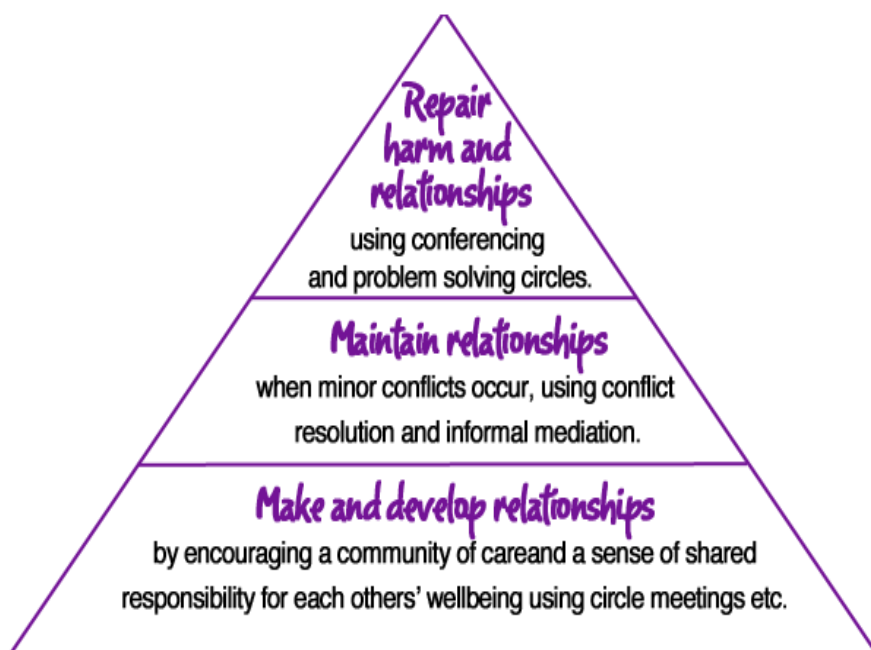 Repair
harm and
relationships
using conferencing
and problem solving circles.
Maintain relationships
when minor conflicts occur, using conflict
resolution and informal mediation.
Make and develop relationships
by encouraging a community of careand a sense of shared
responsibility for each others’ wellbeing using circle meetings etc.